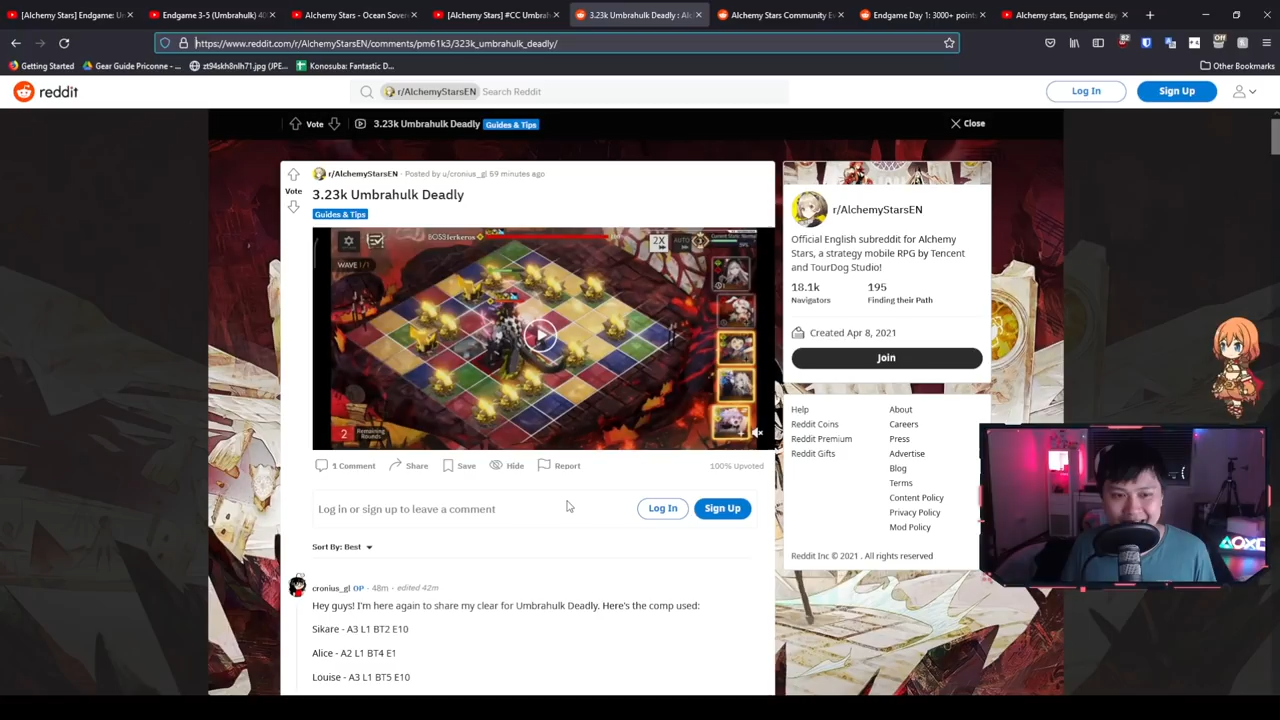 [Alchemy Stars] Endgame: U
Endgame 3-5 (Umbrahulk) 40
Alchemy Stars - Ocean Sover
[Alchemy Stars] #CC Umbra
3.23k Umbrahulk Deadly : Al
Alchemy Stars Community E
Endgame Day 1: 3000+ point
Alchemy stars, Endgame day
https://www.reddit.com/r/AlchemyStarsEN/comments/pm61k3/323k_umbrahulk_deadly/
82
Off
Getting Started
Gear Guide Priconne - ...
zt94skh8nlh71.jpg (JPE...
Konosuba: Fantastic D...
Other Bookmarks
reddit
r/AlchemyStarsEN
Search Reddit
Log In
Sign Up
Vote
3.23k Umbrahulk Deadly
Guides & Tips
Close
r/AlchemyStarsEN · Posted by u/cronius_gl 59 minutes ago
Vote
3.23k Umbrahulk Deadly
Guides & Tips
WAVE 1/1
2X
AUTO
2 Remaining Rounds
1 Comment
Share
Save
Hide
Report
100% Upvoted
Log in or sign up to leave a comment
Log In
Sign Up
Sort By: Best
cronius_gl OP · 48m · edited 42m
Hey guys! I'm here again to share my clear for Umbrahulk Deadly. Here's the comp used:
Sikare - A3 L1 BT2 E10
Alice - A2 L1 BT4 E1
Louise - A3 L1 BT5 E10
r/AlchemyStarsEN
Official English subreddit for Alchemy
Stars, a strategy mobile RPG by Tencent
and TourDog Studio!
18.1k
195
Navigators
Finding their Path
Created Apr 8, 2021
Join
Help
About
Reddit Coins
Careers
Reddit Premium
Press
Reddit Gifts
Advertise
Blog
Terms
Content Policy
Privacy Policy
Mod Policy
Reddit Inc © 2021 . All rights reserved